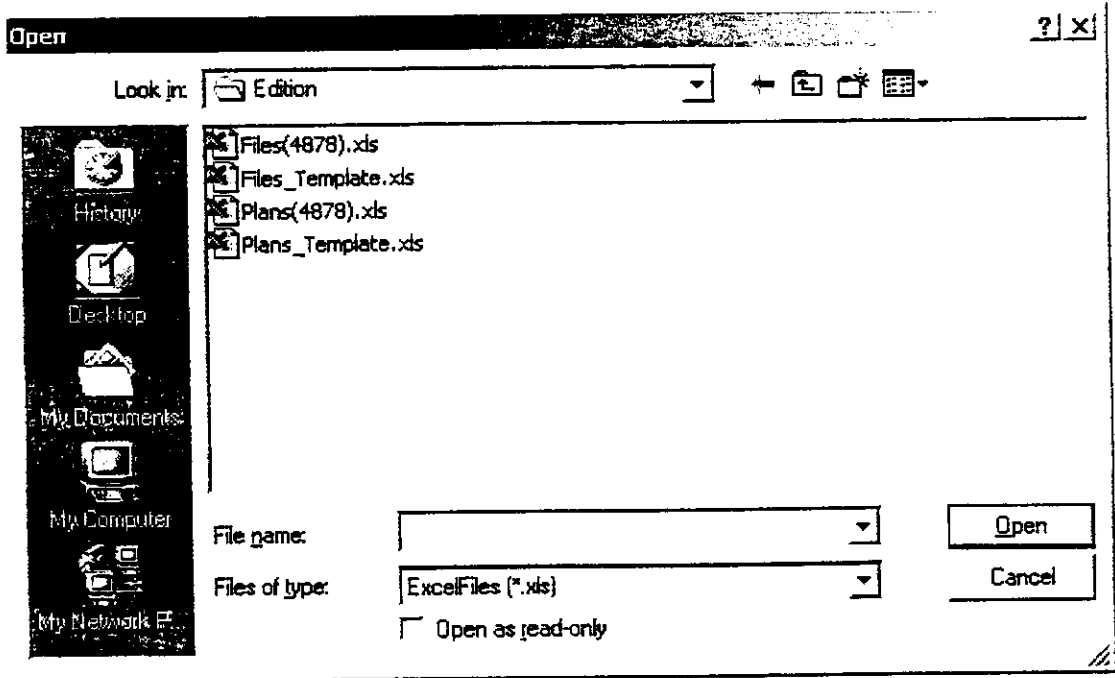 Open
? X
Look in: Edition
Files(4878).xls
Files_Template.xls
Plans(4878).xls
Plans_Template.xls
History
Desktop
My Documents
My Computer
My Network P...
File name:
Open
Files of type: ExcelFiles (*.xls)
Cancel
Open as read-only